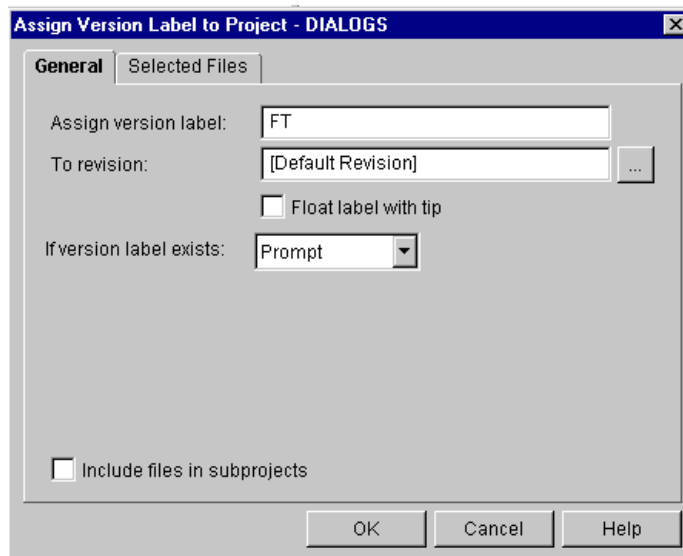 Assign Version Label to Project - DIALOGS
General Selected Files
Assign version label: FT
To revision: [Default Revision] ...
Float label with tip
If version label exists: Prompt
Include files in subprojects
OK Cancel Help